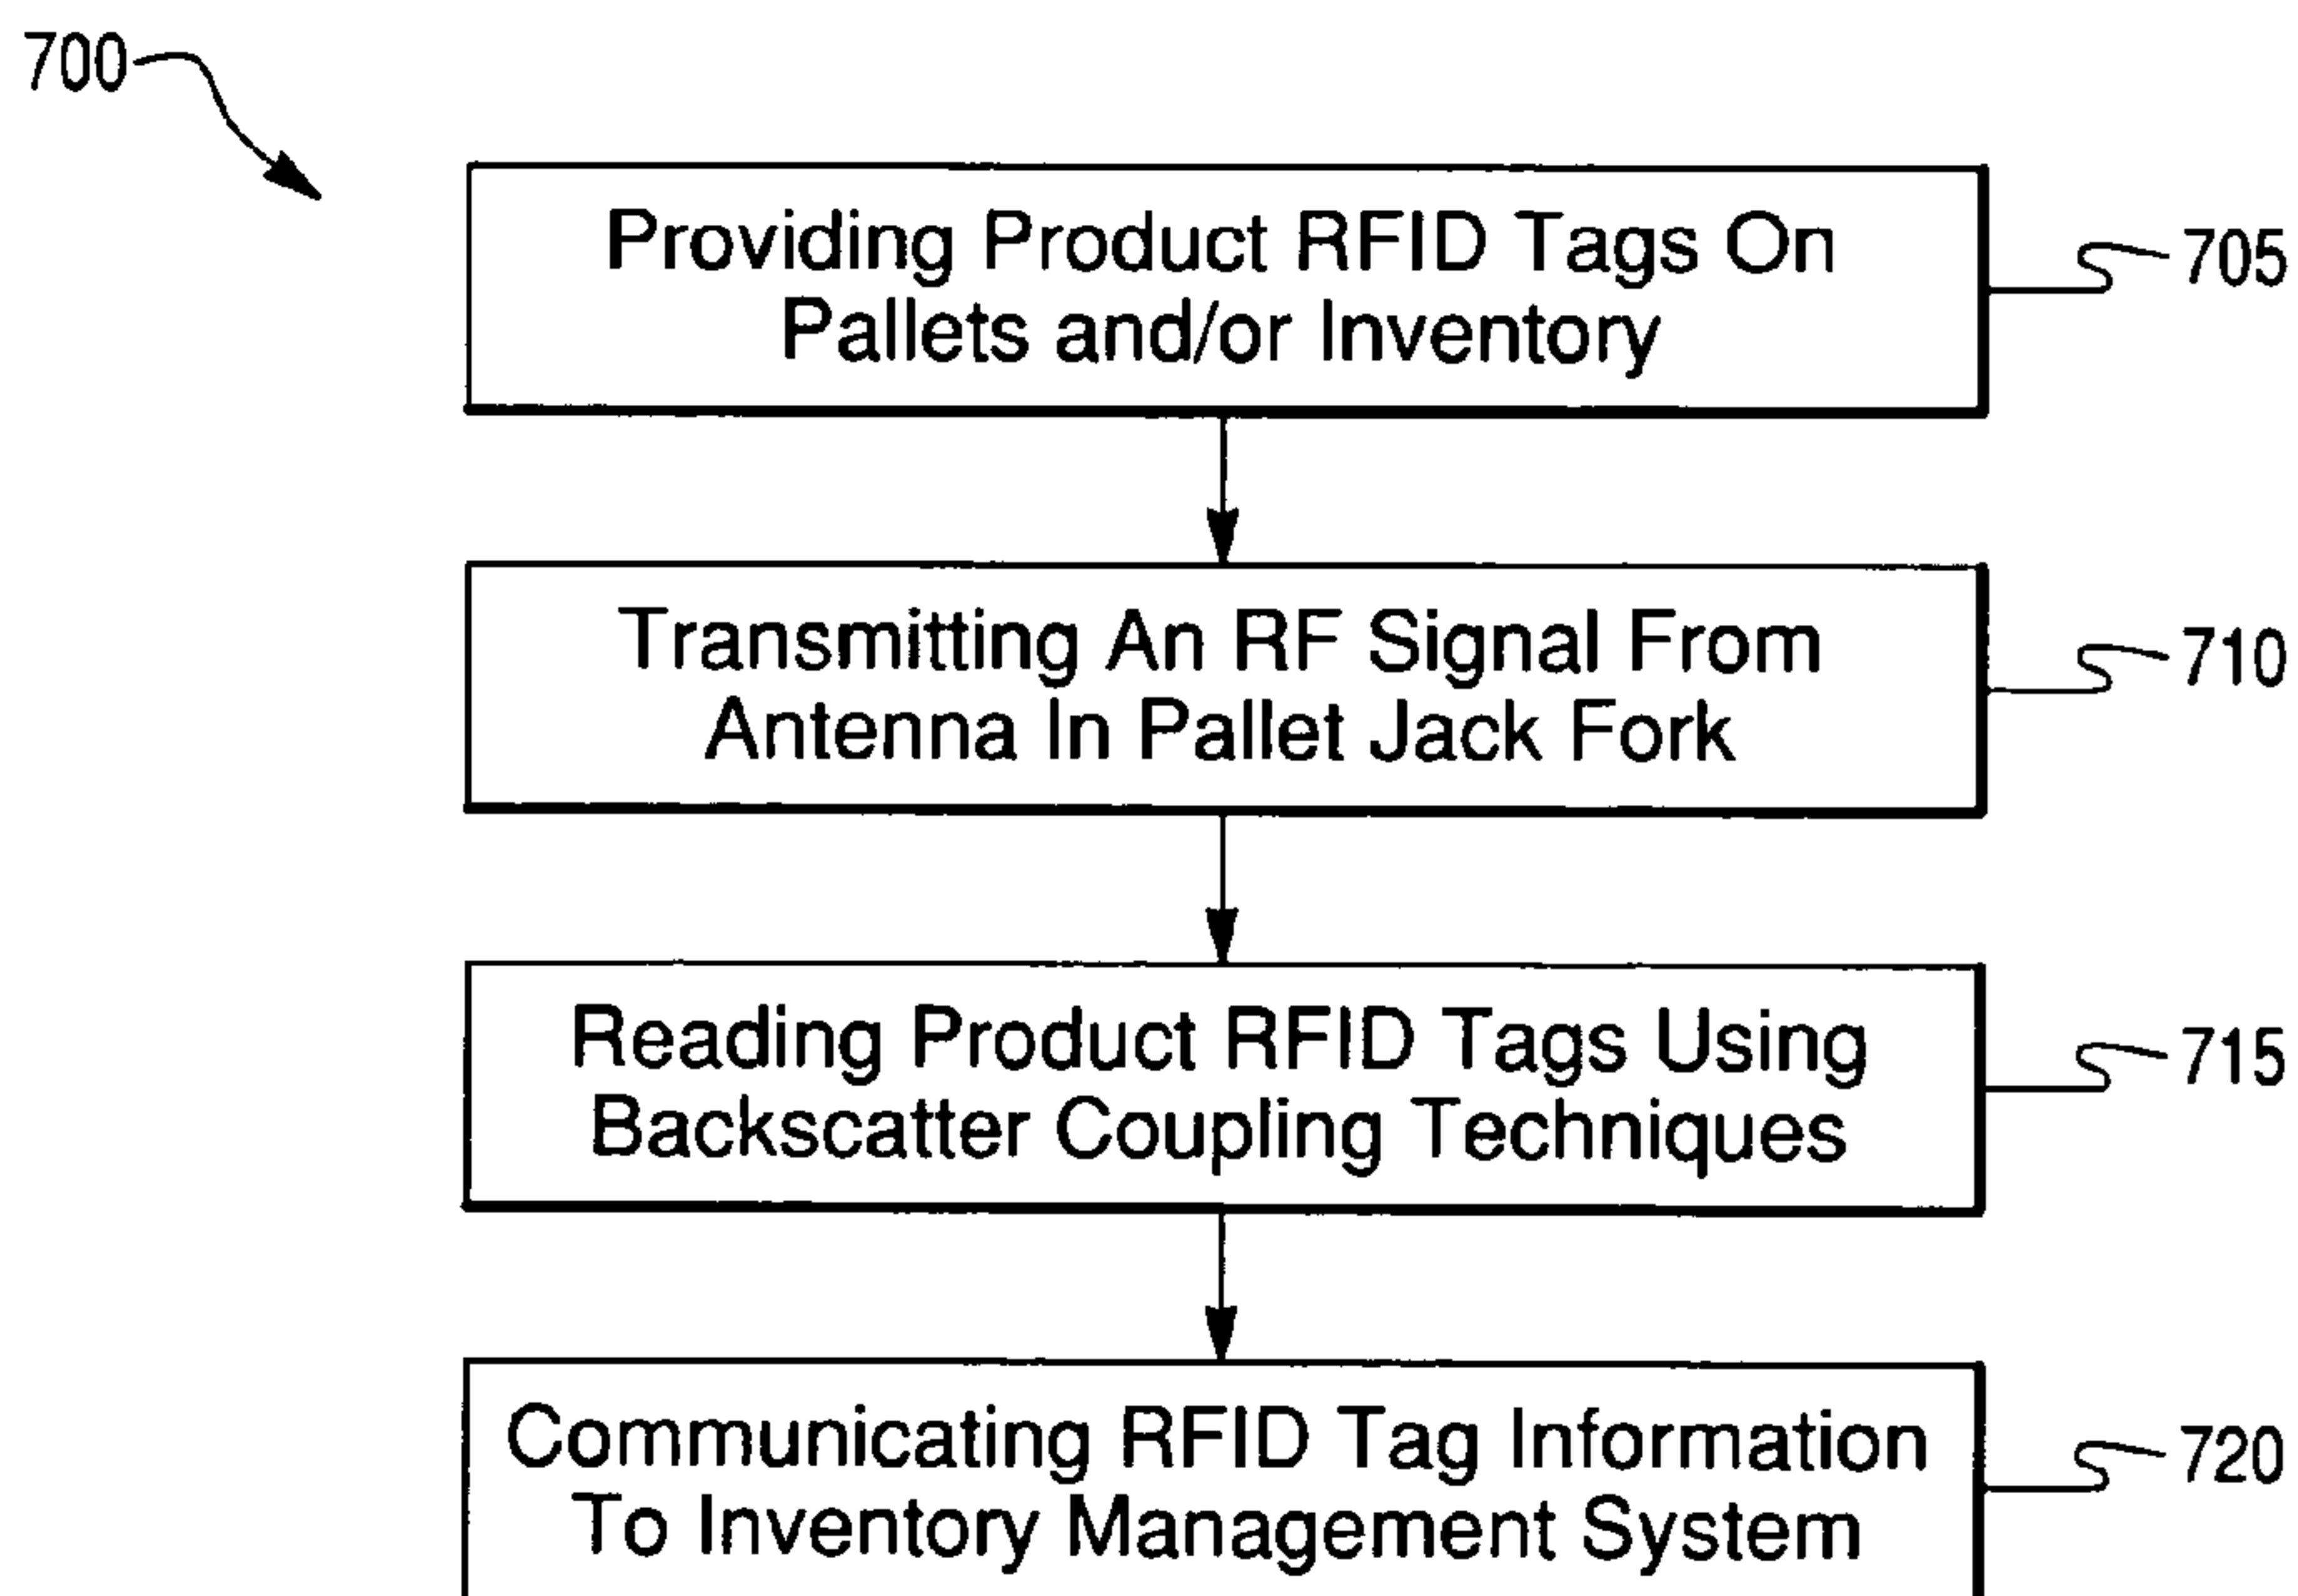 700
Providing Product RFID Tags On
Pallets and/or Inventory
705
Transmitting An RF Signal From
Antenna In Pallet Jack Fork
710
Reading Product RFID Tags Using
Backscatter Coupling Techniques
715
Communicating RFID Tag Information
To Inventory Management System
720